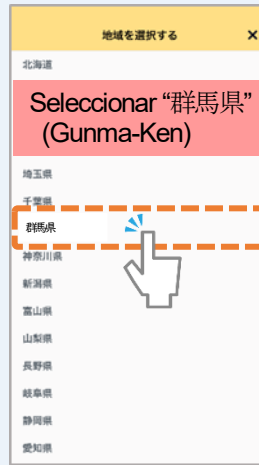 地域を選択する ×
北海道
Seleccionar “群馬県”
(Gunma-Ken)
埼玉県
千葉県
群馬県
神奈川県
新潟県
富山県
山梨県
長野県
岐阜県
静岡県
愛知県